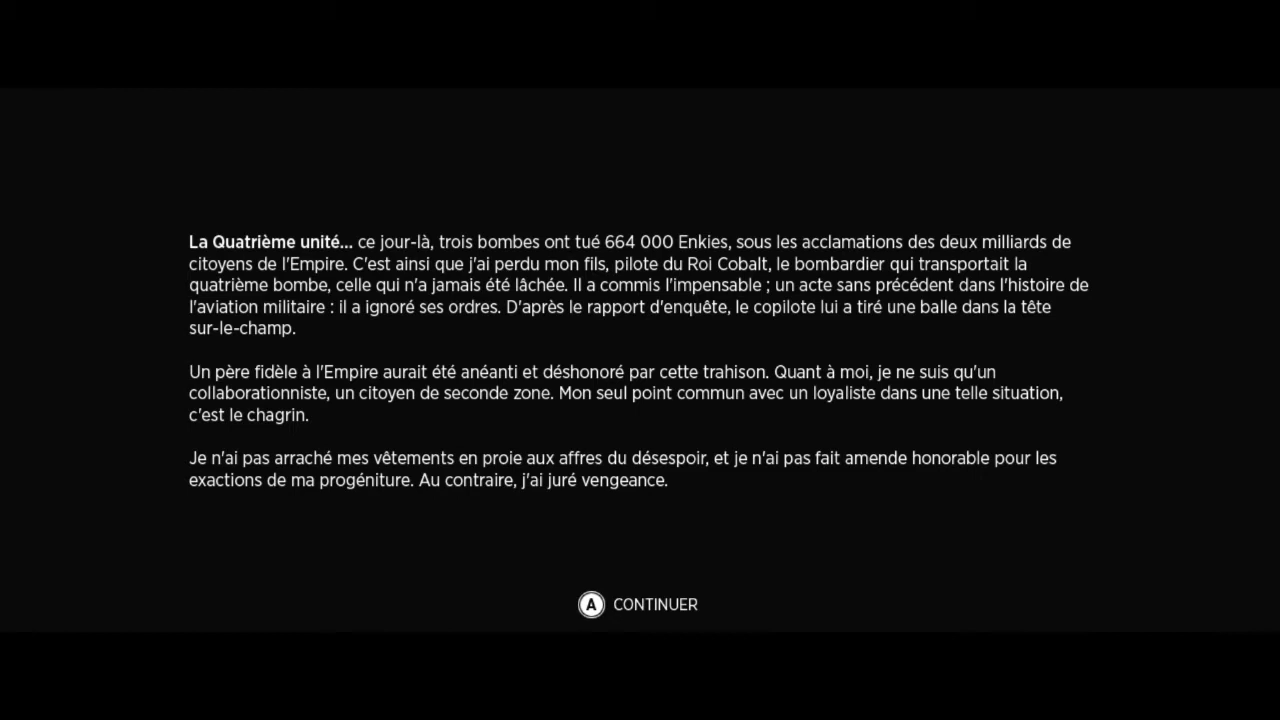 La Quatrième unité... ce jour-là, trois bombes ont tué 664 000 Enkies, sous les acclamations des deux milliards de
citoyens de l'Empire. C'est ainsi que j'ai perdu mon fils, pilote du Roi Cobalt, le bombardier qui transportait la
quatrième bombe, celle qui n'a jamais été lâchée. Il a commis l'impensable ; un acte sans précédent dans l'histoire de
l'aviation militaire : il a ignoré ses ordres. D'après le rapport d'enquête, le copilote lui a tiré une balle dans la tête
sur-le-champ.
Un père fidèle à l'Empire aurait été anéanti et déshonoré par cette trahison. Quant à moi, je ne suis qu'un
collaborationniste, un citoyen de seconde zone. Mon seul point commun avec un loyaliste dans une telle situation,
c'est le chagrin.
Je n'ai pas arraché mes vêtements en proie aux affres du désespoir, et je n'ai pas fait amende honorable pour les
exactions de ma progéniture. Au contraire, j'ai juré vengeance.
A CONTINUER